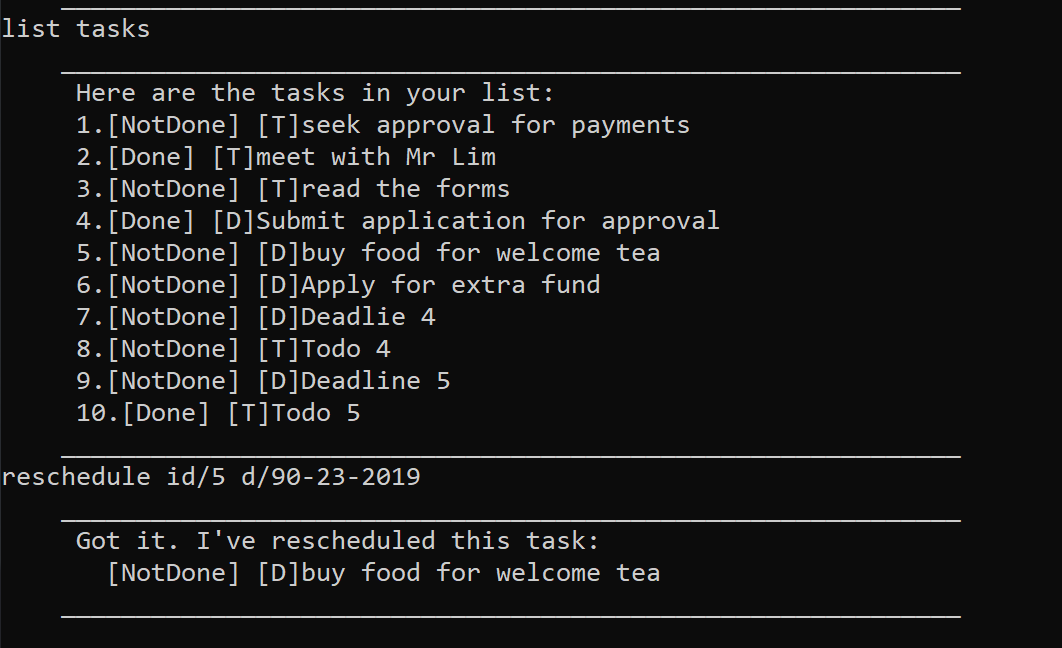 list tasks
Here are the tasks in your list:
1.[NotDone] [T]seek approval for payments
2.[Done] [T]meet with Mr Lim
3.[NotDone] [T]read the forms
4.[Done] [D]Submit application for approval
5.[NotDone] [D]buy food for welcome tea
6.[NotDone] [D]Apply for extra fund
7.[NotDone] [D]Deadlie 4
8.[NotDone] [T]Todo 4
9.[NotDone] [D]Deadline 5
10.[Done] [T]Todo 5
reschedule id/5 d/90-23-2019
Got it. I've rescheduled this task:
[NotDone] [D]buy food for welcome tea